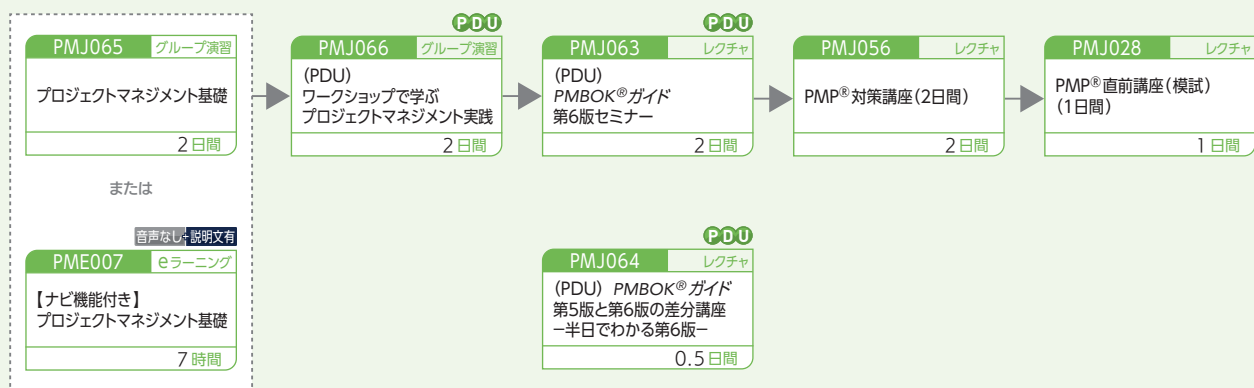 PMJ065 グループ演習
プロジェクトマネジメント基礎
2日間
または
音声なし+説明文有
PME007 eラーニング
【ナビ機能付き】
プロジェクトマネジメント基礎
7時間
PDU
PMJ066 グループ演習
(PDU)
ワークショップで学ぶ
プロジェクトマネジメント実践
2日間
PDU
PMJ063 レクチャ
(PDU)
PMBOK®ガイド
第6版セミナー
2日間
PMJ056 レクチャ
PMP®対策講座(2日間)
2日間
PMJ028 レクチャ
PMP®直前講座(模試)
(1日間)
1日間
PDU
PMJ064 レクチャ
(PDU) PMBOK®ガイド
第5版と第6版の差分講座
−半日でわかる第6版−
0.5日間